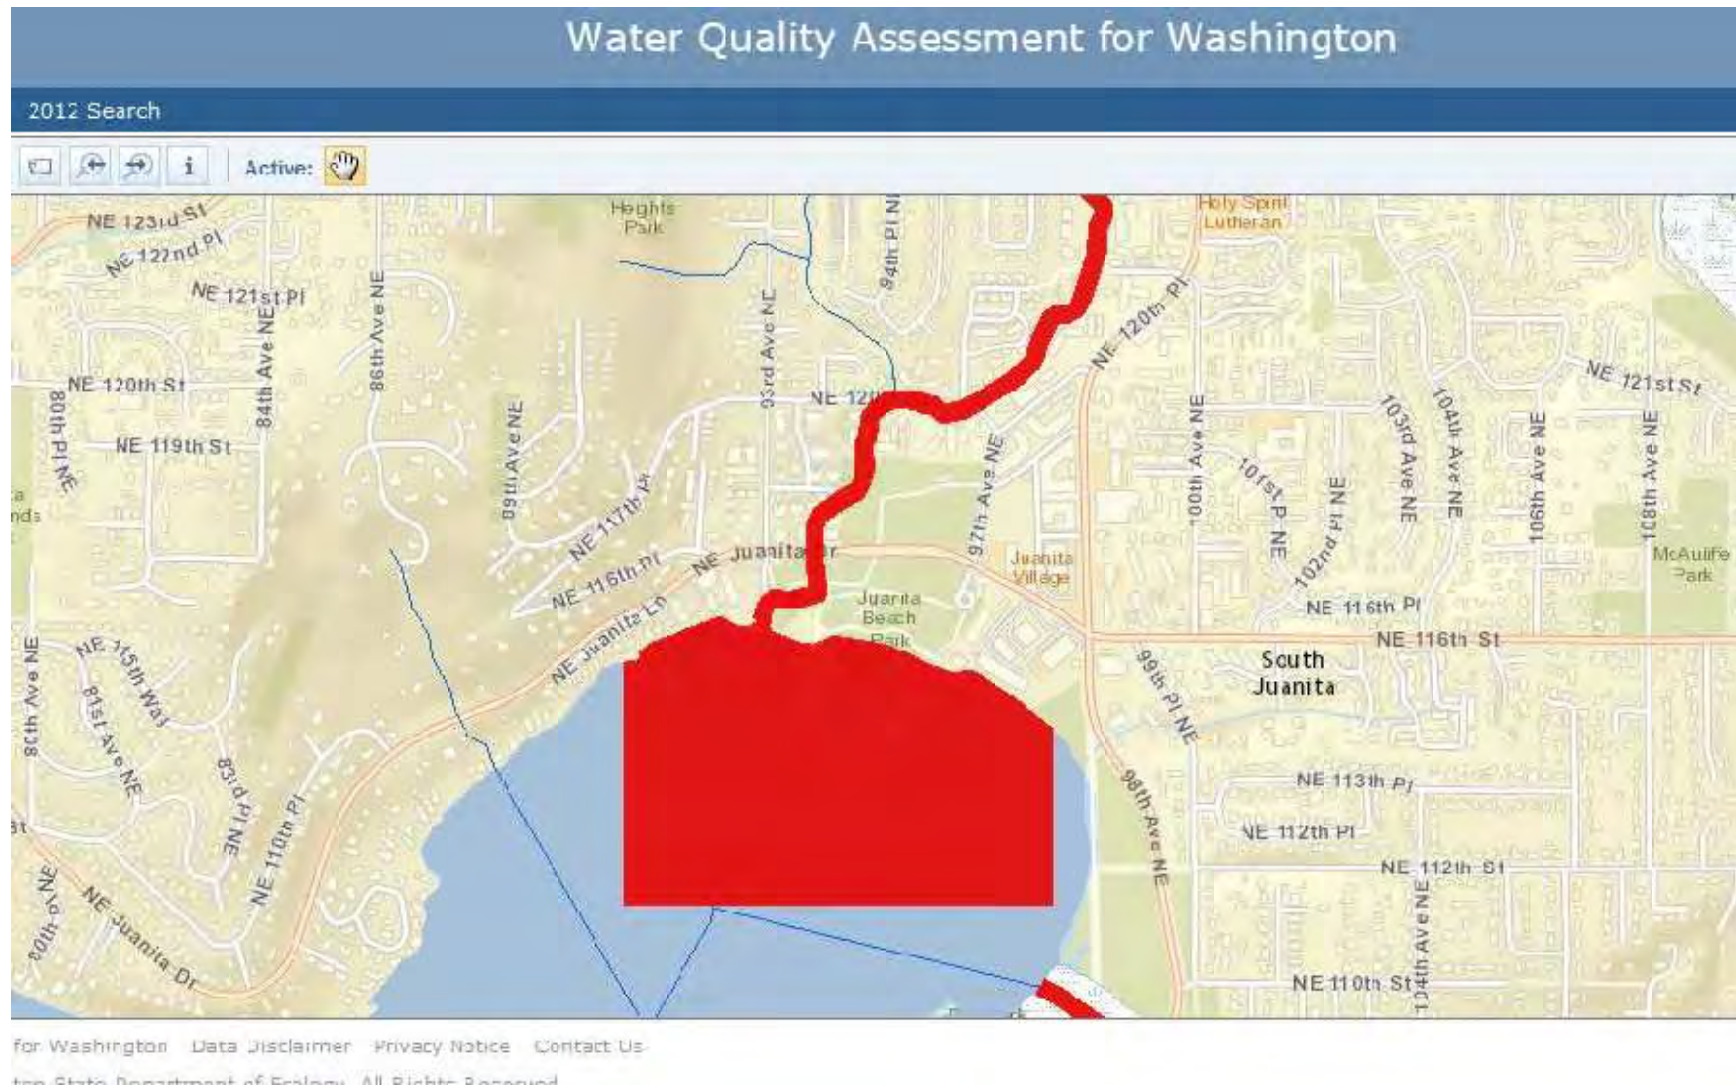 Water Quality Assessment for Washington
2012 Search
Active:
Heights
Park
94th Pl N
Holy Spirit
Lutheran
NE 123rd St
NE 122nd Pl
NE 121st Pl
86th Ave NE
84th Ave NE
93rd Ave NE
NE 120th Pl
NE 120th St
NE 12
NE 121st St
80th Pl NE
NE 119th St
89th Ave NE
NE 117th Pl
97th Ave NE
100th Ave NE
101st Pl NE
102nd Pl NE
103rd Ave NE
104th Ave NE
106th Ave NE
108th Ave NE
NE Juanita Dr
NE 116th Pl
Juanita
Village
McAuliffe
Park
Juanita
Beach
Park
NE 116th Pl
NE 116th St
NE Juanita Ln
South
Juanita
80th Ave NE
NE 115th Way
81st Ave NE
83rd Pl NE
99th Pl NE
NE 113th Pl
NE 110th Pl
NE 112th Pl
98th Ave NE
NE 112th St
80th Pl NE
NE Juanita Dr
104th Ave NE
NE 110th St
for Washington Data Disclaimer Privacy Notice Contact Us